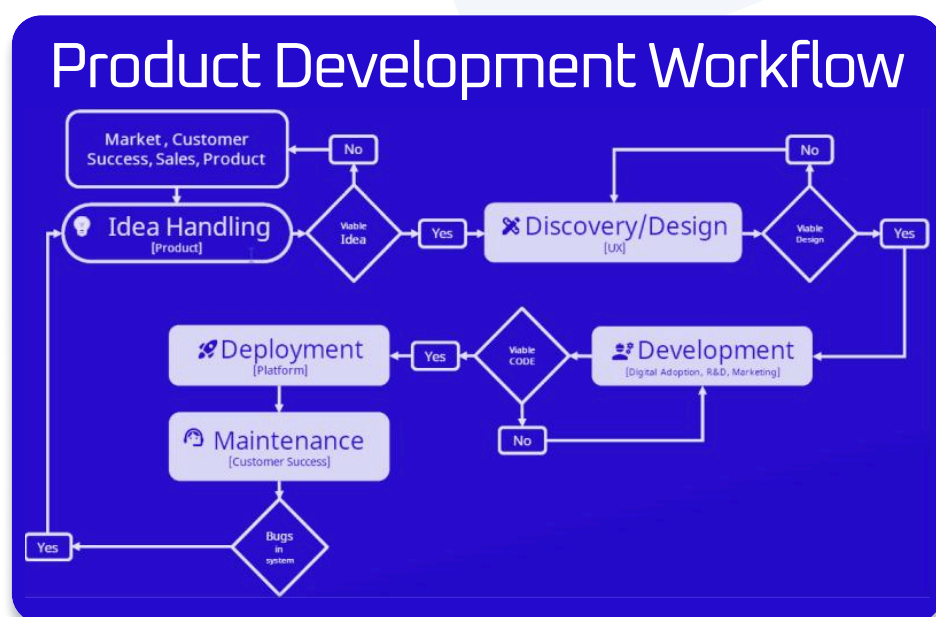 Product Development Workflow
Market , Customer
Success, Sales, Product
No
Idea Handling
[Product]
Viable
Idea
Yes
Discovery/Design
[UX]
No
Viable
Design
Yes
Deployment
[Platform]
Yes
Viable
CODE
Development
[Digital Adoption, R&D, Marketing]
No
Maintenance
[Customer Success]
Bugs
in
system
Yes